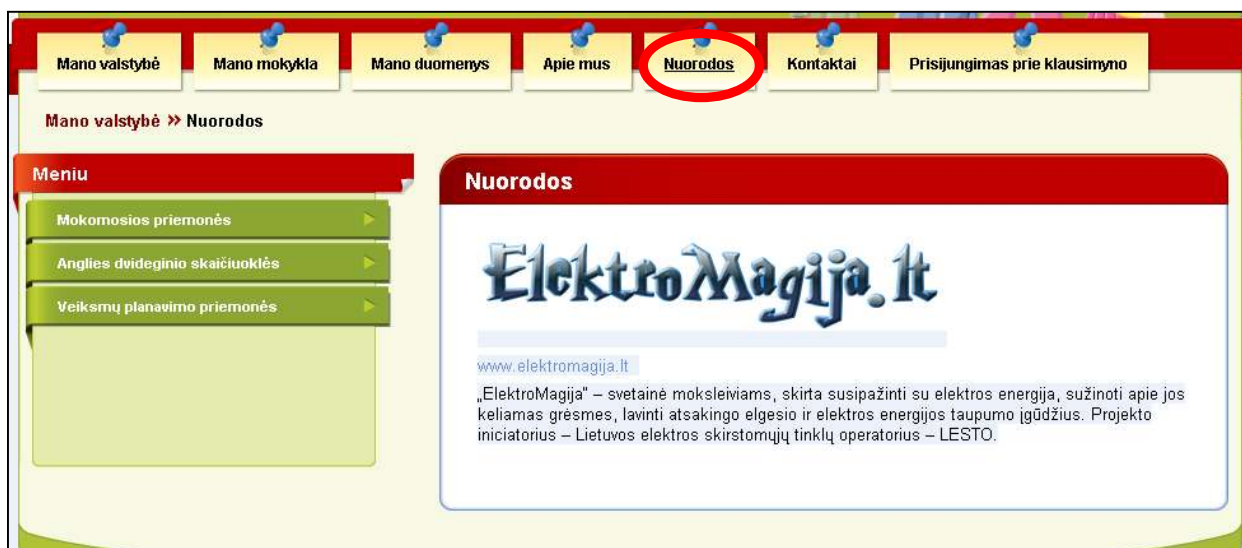 Mano valstybė Mano mokykla Mano duomenys Apie mus Nuorodos Kontaktai Prisijungimas prie klausimyno
Mano valstybė » Nuorodos
Meniu
Mokomosios priemonės
Anglies dvideginio skaičiuoklės
Veiksmų planavimo priemonės
Nuorodos
ElektroMagija.lt
www.elektromagija.lt
„ElektroMagija" – svetainė moksleiviams, skirta susipažinti su elektros energija, sužinoti apie jos
keliamas grėsmes, lavinti atsakingo elgesio ir elektros energijos taupumo įgūdžius. Projekto
iniciatorius – Lietuvos elektros skirstomųjų tinklų operatorius – LESTO.